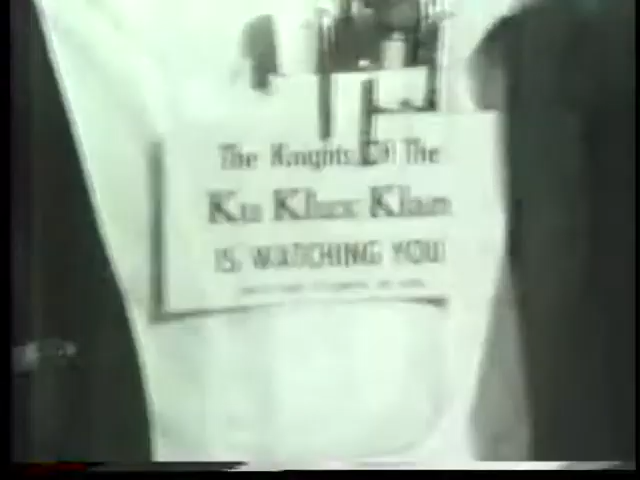 The Knights Of The
Ku Klux Klan
IS WATCHING YOU!